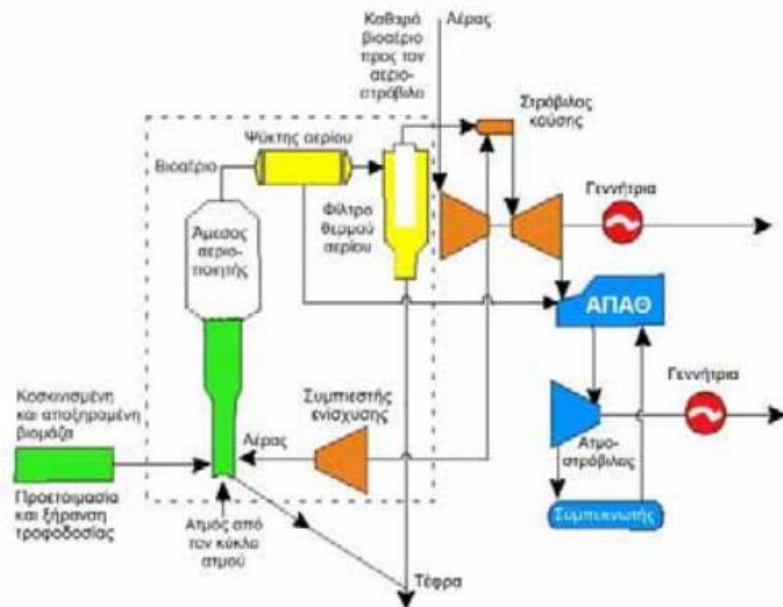 Καθαρό
βιοαέριο
προς τον
αεριο-
στρόβιλο
Αέρας
Στρόβιλος
καύσης
Ψύκτης αερίου
Βιοαέριο
Γεννήτρια
Φίλτρο
θερμού
αερίου
Άμεσος
αεριο-
ποιητής
ΑΠΑΘ
Κοσκινισμένη
και αποξηραμένη
βιομάζα
Συμπιεστής
ενίσχυσης
Γεννήτρια
Αέρας
Ατμο-
στρόβιλος
Προετοιμασία
και ξήρανση
τροφοδοσίας
Ατμός από
τον κύκλο
ατμού
Συμπυκνωτής
Τέφρα